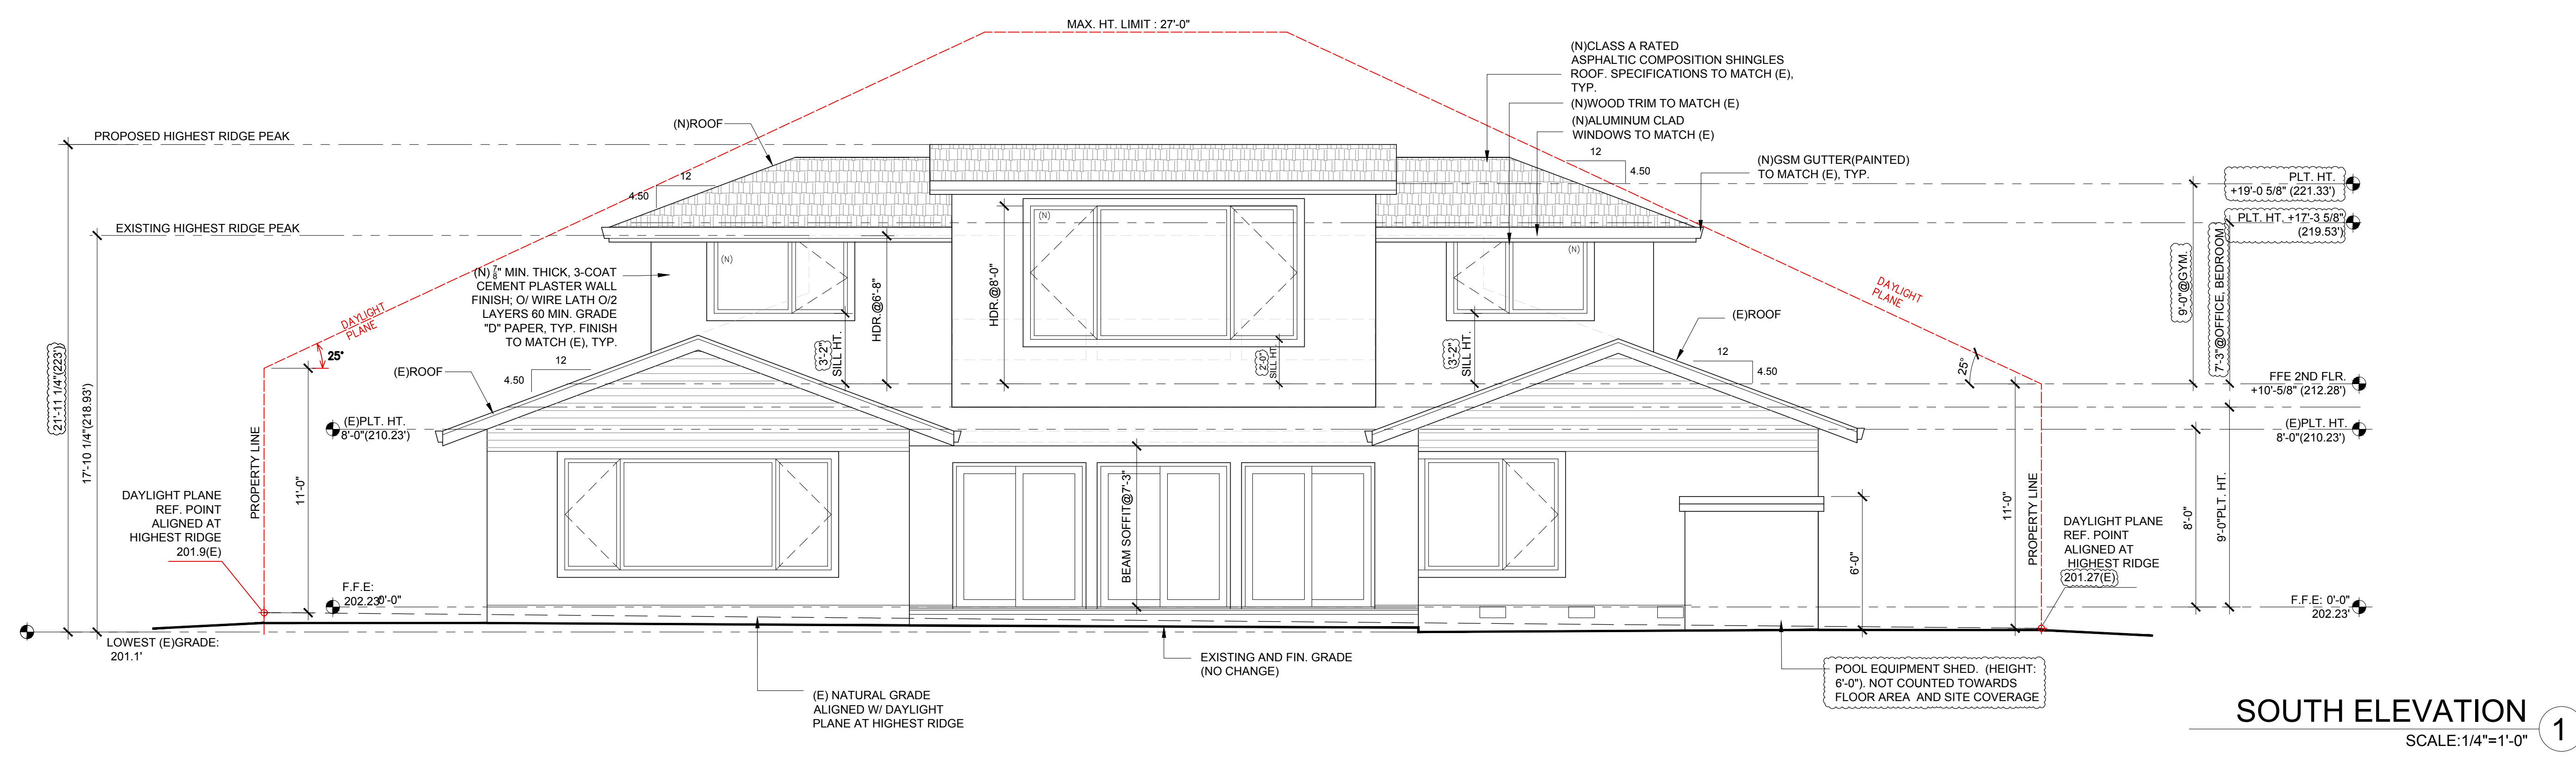 MAX. HT. LIMIT : 27'-0"
(N)CLASS A RATED
ASPHALTIC COMPOSITION SHINGLES
ROOF. SPECIFICATIONS TO MATCH (E),
TYP.
(N)WOOD TRIM TO MATCH (E)
(N)ALUMINUM CLAD
WINDOWS TO MATCH (E)
(N)GSM GUTTER(PAINTED)
TO MATCH (E), TYP.
(N)ROOF
PROPOSED HIGHEST RIDGE PEAK
EXISTING HIGHEST RIDGE PEAK
12
4.50
12
4.50
PLT. HT.
+19'-0 5/8" (221.33')
PLT. HT. +17'-3 5/8"
(219.53')
(N)
(N)
(N)
(N) 7/8" MIN. THICK, 3-COAT
CEMENT PLASTER WALL
FINISH; O/ WIRE LATH O/2
LAYERS 60 MIN. GRADE
"D" PAPER, TYP. FINISH
TO MATCH (E), TYP.
HDR.@6'-8"
HDR.@8'-0"
3'-2"
SILL HT.
2'-0"
SILL HT.
3'-2"
SILL HT.
9'-0"@GYM.
7'-3"@OFFICE, BEDROOM
DAYLIGHT
PLANE
25°
DAYLIGHT
PLANE
25°
21'-11 1/4"(223')
17'-10 1/4"(218.93')
(E)ROOF
12
4.50
(E)ROOF
12
4.50
FFE 2ND FLR.
+10'-5/8" (212.28')
(E)PLT. HT.
8'-0"(210.23')
(E)PLT. HT.
8'-0"(210.23')
PROPERTY LINE
11'-0"
BEAM SOFFIT@7'-3"
6'-0"
11'-0"
PROPERTY LINE
8'-0"
9'-0"PLT. HT.
DAYLIGHT PLANE
REF. POINT
ALIGNED AT
HIGHEST RIDGE
201.9(E)
DAYLIGHT PLANE
REF. POINT
ALIGNED AT
HIGHEST RIDGE
201.27(E)
F.F.E:
202.23' 0'-0"
F.F.E: 0'-0"
202.23'
LOWEST (E)GRADE:
201.1'
EXISTING AND FIN. GRADE
(NO CHANGE)
(E) NATURAL GRADE
ALIGNED W/ DAYLIGHT
PLANE AT HIGHEST RIDGE
POOL EQUIPMENT SHED. (HEIGHT:
6'-0"). NOT COUNTED TOWARDS
FLOOR AREA AND SITE COVERAGE
SOUTH ELEVATION
1
SCALE:1/4"=1'-0"